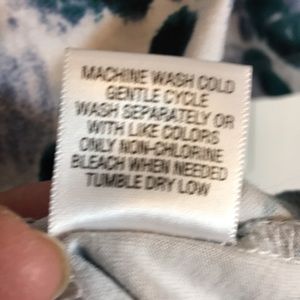 MACHINE WASH COLD
GENTLE CYCLE
WASH SEPARATELY OR
WITH LIKE COLORS
ONLY NON-CHLORINE
BLEACH WHEN NEEDED
TUMBLE DRY LOW